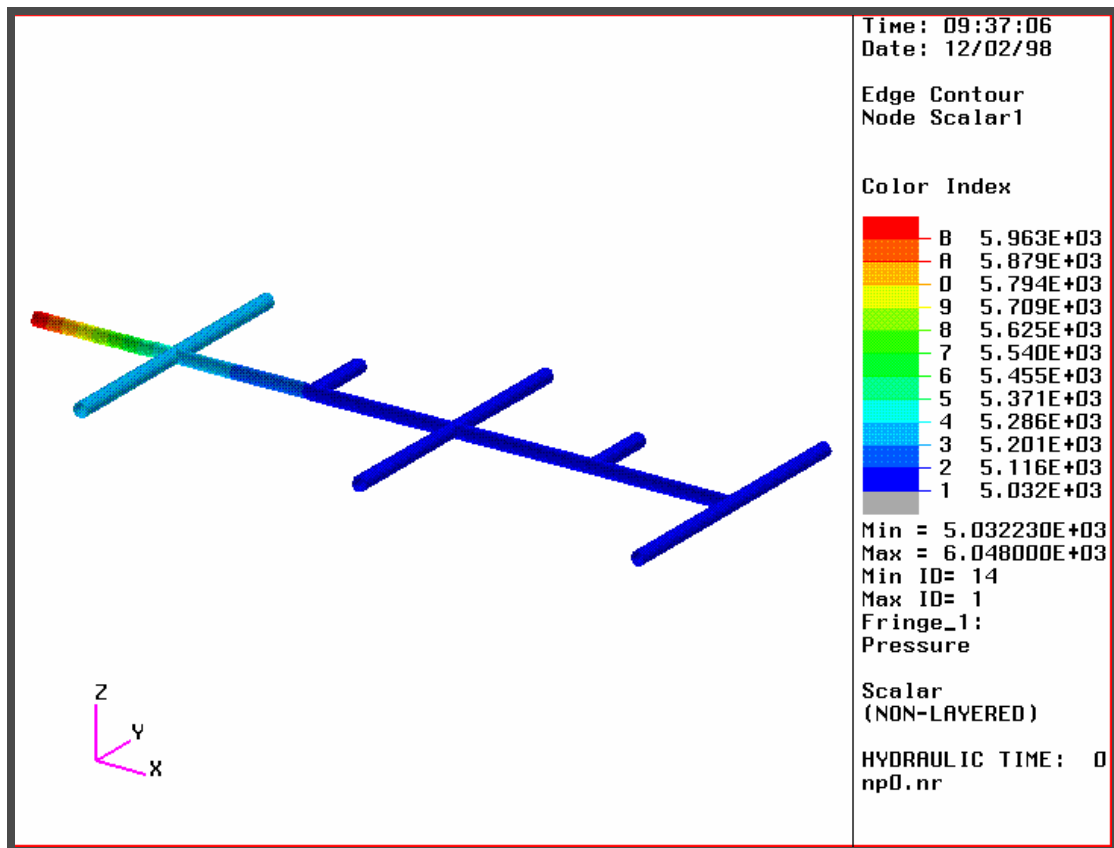 Time: 09:37:06
Date: 12/02/98
Edge Contour
Node Scalar1
Color Index
B 5.963E+03
A 5.879E+03
0 5.794E+03
9 5.709E+03
8 5.625E+03
7 5.540E+03
6 5.455E+03
5 5.371E+03
4 5.286E+03
3 5.201E+03
2 5.116E+03
1 5.032E+03
Min = 5.032230E+03
Max = 6.048000E+03
Min ID= 14
Max ID= 1
Fringe_1:
Pressure
Scalar
(NON-LAYERED)
HYDRAULIC TIME: 0
np0.nr
Z
Y
X